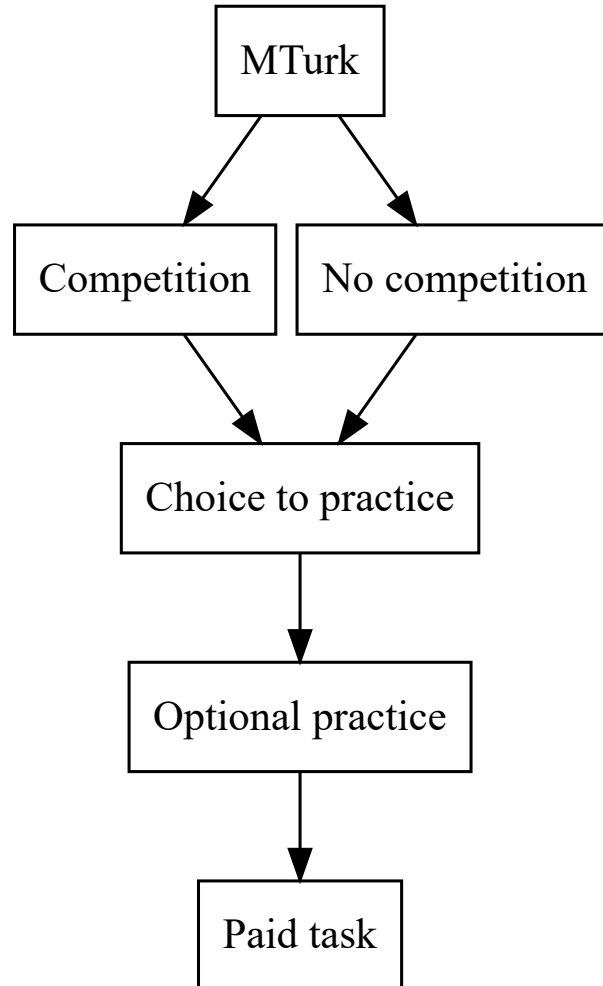 MTurk
Competition
No competition
Choice to practice
Optional practice
Paid task